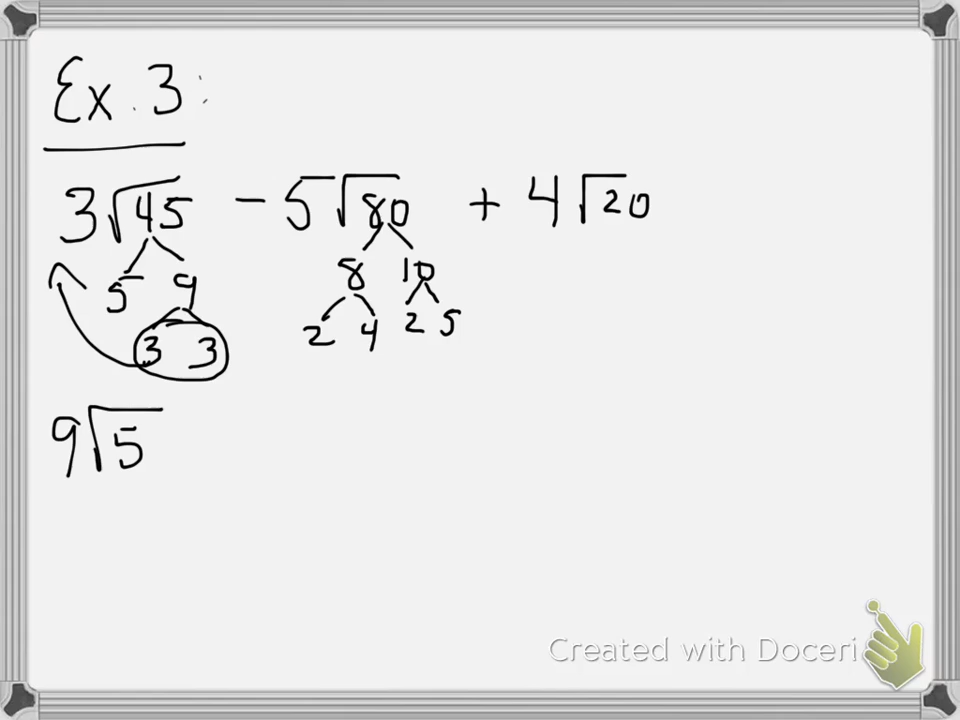 Ex. 3:
3√45 - 5√80 + 4√20
5 9 8 10
3 3 2 4 2 5
9√5
Created with Doceri